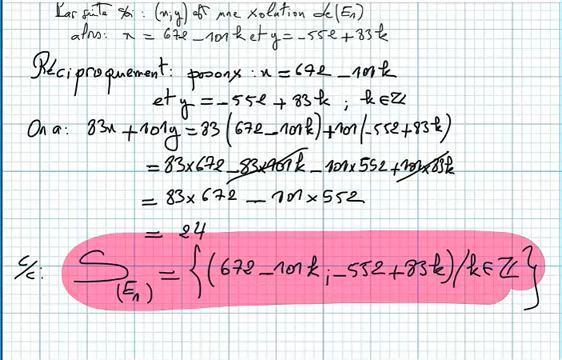 Par suite si : (x;y) est une solution de (E₁)
alors : x = 672 - 101k et y = -552 + 83k
Réciproquement : posons : x = 672 - 101k
et y = -552 + 83k ; k∈ℤ
On a : 83x + 101y = 83(672 - 101k) + 101(-552 + 83k)
= 83×672 - 83×101k - 101×552 + 101×83k
= 83×672 - 101×552
= 24
c/c : S(E₁) = {(672 - 101k ; -552 + 83k) / k∈ℤ}